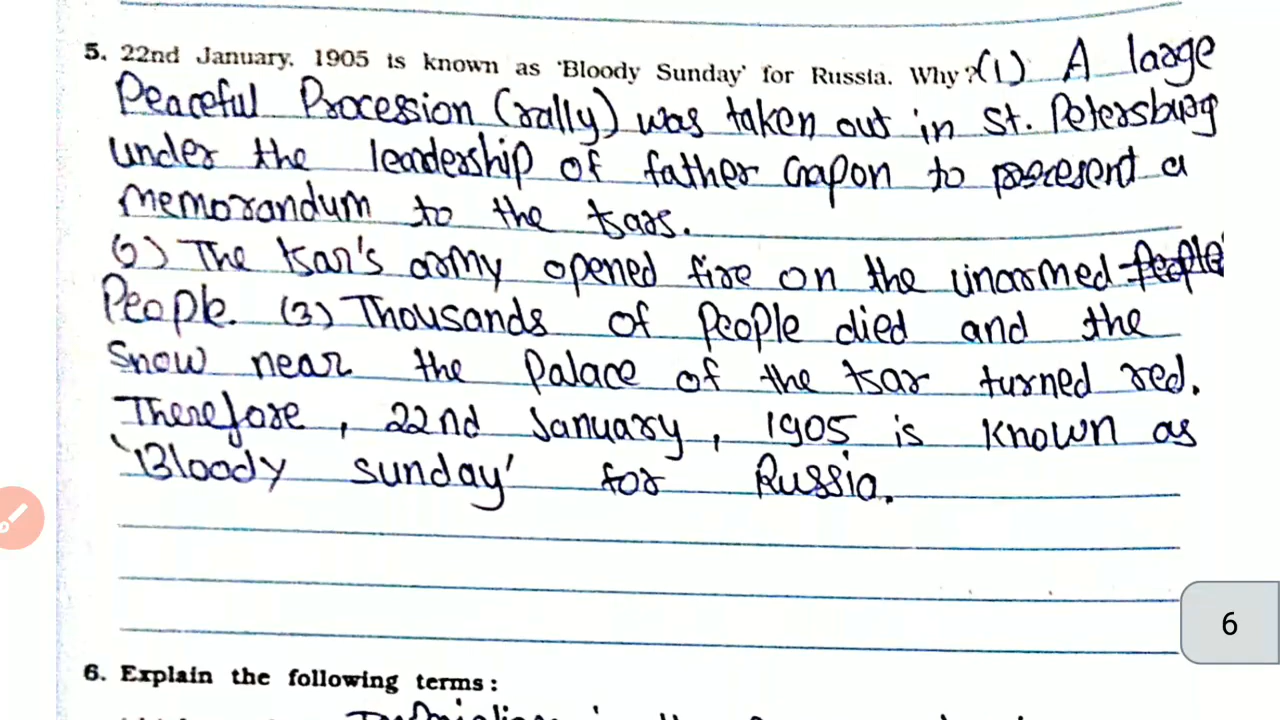 5. 22nd January, 1905 is known as 'Bloody Sunday' for Russia. Why? (1) A large
Peaceful Procession (rally) was taken out in St. Petersburg
under the leadership of father Gapon to present a
memorandum to the tsars.
(2) The tsar's army opened fire on the unarmed people
People. (3) Thousands of People died and the
Snow near the Palace of the tsar turned red.
Therefore, 22nd January, 1905 is known as
'Bloody sunday' for Russia.
6. Explain the following terms:
6